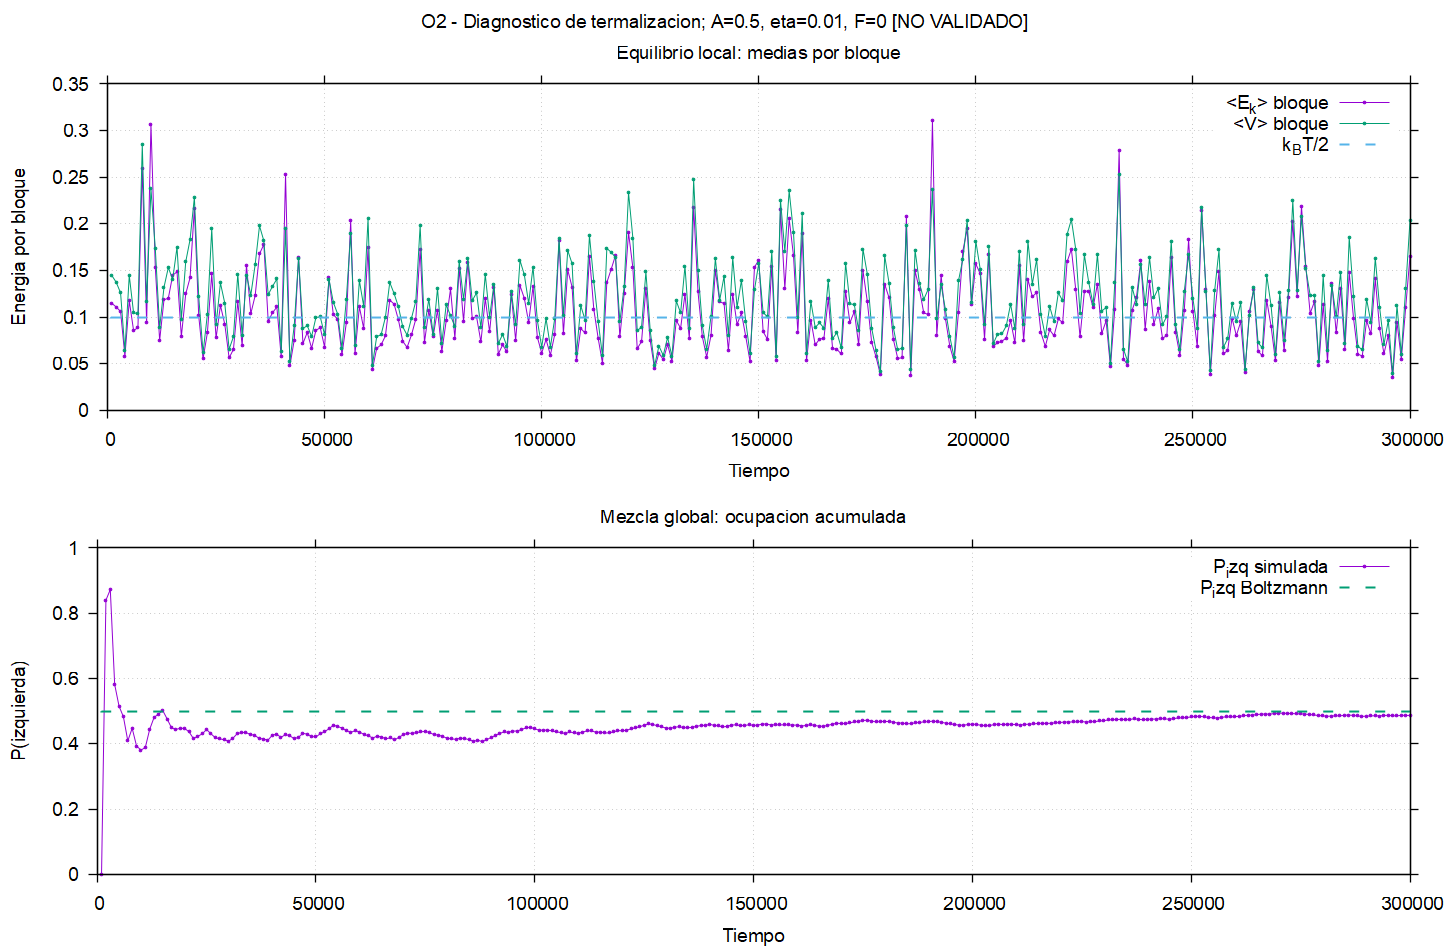 O2 - Diagnostico de termalizacion; A=0.5, eta=0.01, F=0 [NO VALIDADO]
Equilibrio local: medias por bloque
0.35
0.3
0.25
0.2
0.15
0.1
0.05
0
Energia por bloque
<Ek> bloque
<V> bloque
kBT/2
0 50000 100000 150000 200000 250000 300000
Tiempo
Mezcla global: ocupacion acumulada
1
0.8
0.6
0.4
0.2
0
P(izquierda)
Pizq simulada
Pizq Boltzmann
0 50000 100000 150000 200000 250000 300000
Tiempo